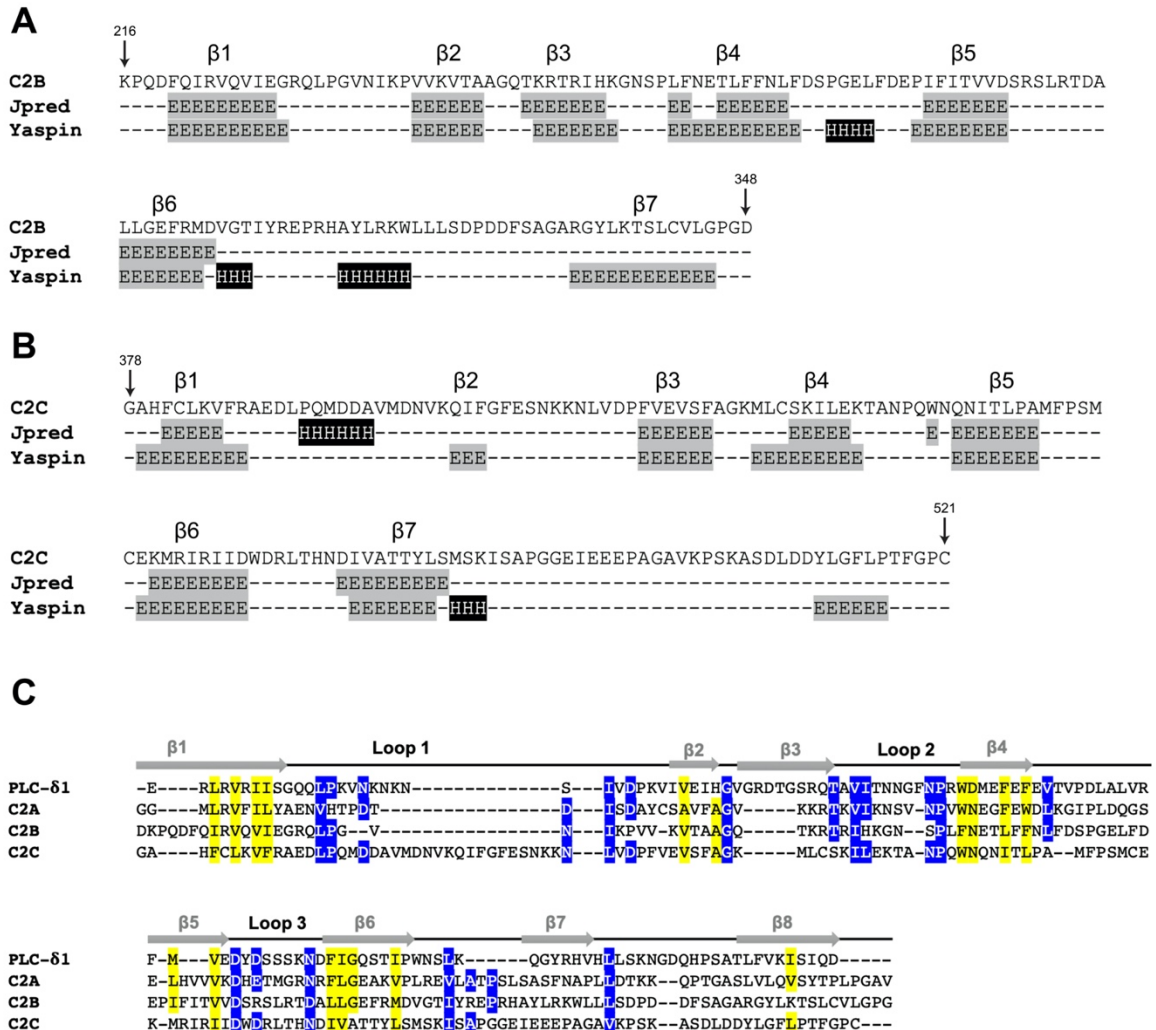 A
216
β1 β2 β3 β4 β5
C2B KPQDFQIRVQVIEGRQLPGVNIKPVVKVTAAGQTKRTRIHKGNSPLFNETLFFNLFDSPGELFDEPIFITVVDSRSLRTDA
Jpred ----EEEEEEEEE-----------EEEEEE---EEEEEEE-----EE--EEEEEE-----------EEEEEEE--------
Yaspin ----EEEEEEEEEE----------EEEEEE----EEEEEEE----EEEEEEEEEEE--HHHH---EEEEEEEE--------
β6 β7 348
C2B LLGEFRMDVGTIYREPRHAYLRKWLLLSDPDDFSAGARGYLKTSLCVLGPGD
Jpred EEEEEEEE--------------------------------------------
Yaspin EEEEEEE-HHH-------HHHHHH-------------EEEEEEEEEEEE---
B
378
β1 β2 β3 β4 β5
C2C GAHFCLKVFRAEDLPQMDDAVMDNVKQIFGFESNKKNLVDPFVEVSFAGKMLCSKILEKTANPQWNQNITLPAMFPSM
Jpred ---EEEEE------HHHHHH---------------------EEEEEE------EEEEE------E-EEEEEEE-----
Yaspin -EEEEEEEEE----------------EEE------------EEEEEE---EEEEEEEEE-------EEEEEEE-----
β6 β7 521
C2C CEKMRIRIIDWDRLTHNDIVATTYLSMSKISAPGGEIEEEPAGAVKPSKASDLDDYLGFLPTFGPC
Jpred --EEEEEEEE-------EEEEEEEEE----------------------------------------
Yaspin -EEEEEEEEE--------EEEEEEE-HHH--------------------------EEEEEE-----
C
β1 Loop 1 β2 β3 Loop 2 β4
PLC-δ1 -E----RLRVRIISGQQLPKVNKNKN--------------S---IVDPKVIVEIHGVGRDTGSRQTAVITNNGFNPRWDMEFEFEVTVPDLALVR
C2A GG----MLRVFILYAENVHTPDT-----------------D---ISDAYCSAVFAGV-----KKRTKVIKNSV-NPVWNEGFEWDLKGIPLDQGS
C2B DKPQDFQIRVQVIEGRQLPG--V-----------------N---IKPVV-KVTAAGQ-----TKRTRIHKGN--SPLFNETLFFNLFDSPGELFD
C2C GA----HFCLKVFRAEDLPQMDDAVMDNVKQIFGFESNKKN---LVDPFVEVSFAGK-----MLCSKILEKTA-NPQWNQNITLPA--MFPSMCE
β5 Loop 3 β6 β7 β8
PLC-δ1 F-M---VEDYDSSSKNDFIGQSTIPWNSLK------QGYRHVHLLSKNGDQHPSATLFVKISIQD-----
C2A E-LHVVVKDHETMGRNRFLGEAKVPLREVLATPSLSASFNAPLLDTKK--QPTGASLVLQVSYTPLPGAV
C2B EPIFITVVDSRSLRTDALLGEFRMDVGTIYREPRHAYLRKWLLLSDPD--DFSAGARGYLKTSLCVLGPG
C2C K-MRIRIIDWDRLTHNDIVATTYLSMSKISAPGGEIEEEPAGAVKPSK---ASDLDDYLGFLPTFGPC--